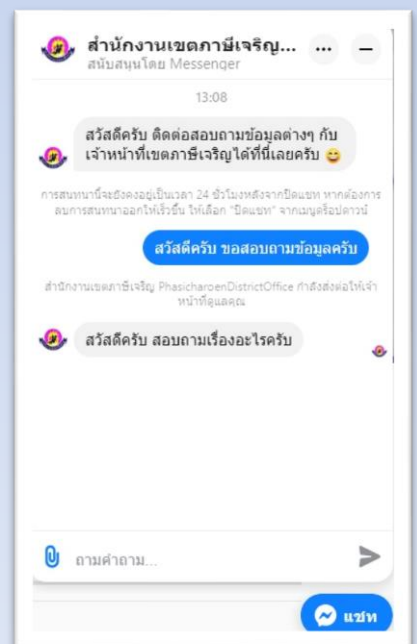 สำนักงานเขตภาษีเจริญ...
สนับสนุนโดย Messenger
13:08
สวัสดีครับ ติดต่อสอบถามข้อมูลต่างๆ กับ
เจ้าหน้าที่เขตภาษีเจริญได้ที่นี่เลยครับ 😄
การสนทนานี้จะยังคงอยู่เป็นเวลา 24 ชั่วโมงหลังจากปิดแชท หากต้องการ
ลบการสนทนาออกให้เร็วขึ้น ให้เลือก "ปิดแชท" จากเมนูดร็อปดาวน์
สวัสดีครับ ขอสอบถามข้อมูลครับ
สำนักงานเขตภาษีเจริญ PhasicharoenDistrictOffice กำลังส่งต่อให้เจ้า
หน้าที่ดูแลคุณ
สวัสดีครับ สอบถามเรื่องอะไรครับ
ถามคำถาม...
แชท